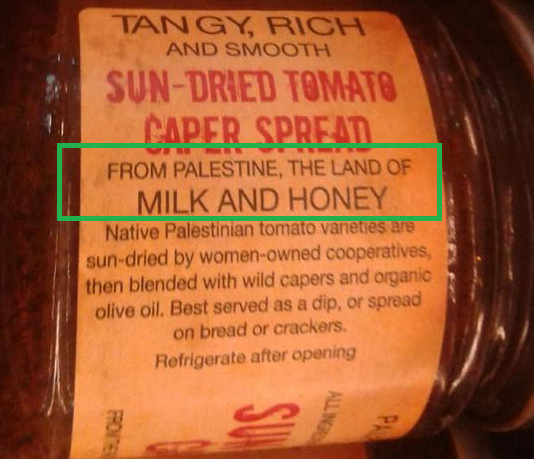 TANGY, RICH
AND SMOOTH
SUN-DRIED TOMATO
CAPER SPREAD
FROM PALESTINE, THE LAND OF
MILK AND HONEY
Native Palestinian tomato varieties are
sun-dried by women-owned cooperatives,
then blended with wild capers and organic
olive oil. Best served as a dip, or spread
on bread or crackers.
Refrigerate after opening